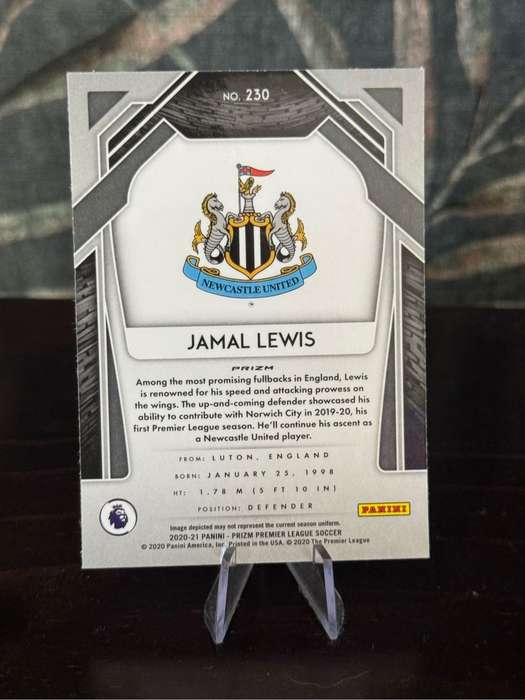 NO. 230
NEWCASTLE UNITED
JAMAL LEWIS
PRIZM
Among the most promising fullbacks in England, Lewis
is renowned for his speed and attacking prowess on
the wings. The up-and-coming defender showcased his
ability to contribute with Norwich City in 2019-20, his
first Premier League season. He'll continue his ascent as
a Newcastle United player.
FROM: LUTON, ENGLAND
BORN: JANUARY 25, 1998
HT: 1.78 M (5 FT 10 IN)
POSITION: DEFENDER
PANINI
Image depicted may not represent the current season uniform.
2020-21 PANINI - PRIZM PREMIER LEAGUE SOCCER
© 2020 Panini America, Inc. Printed in the USA. © 2020 The Premier League